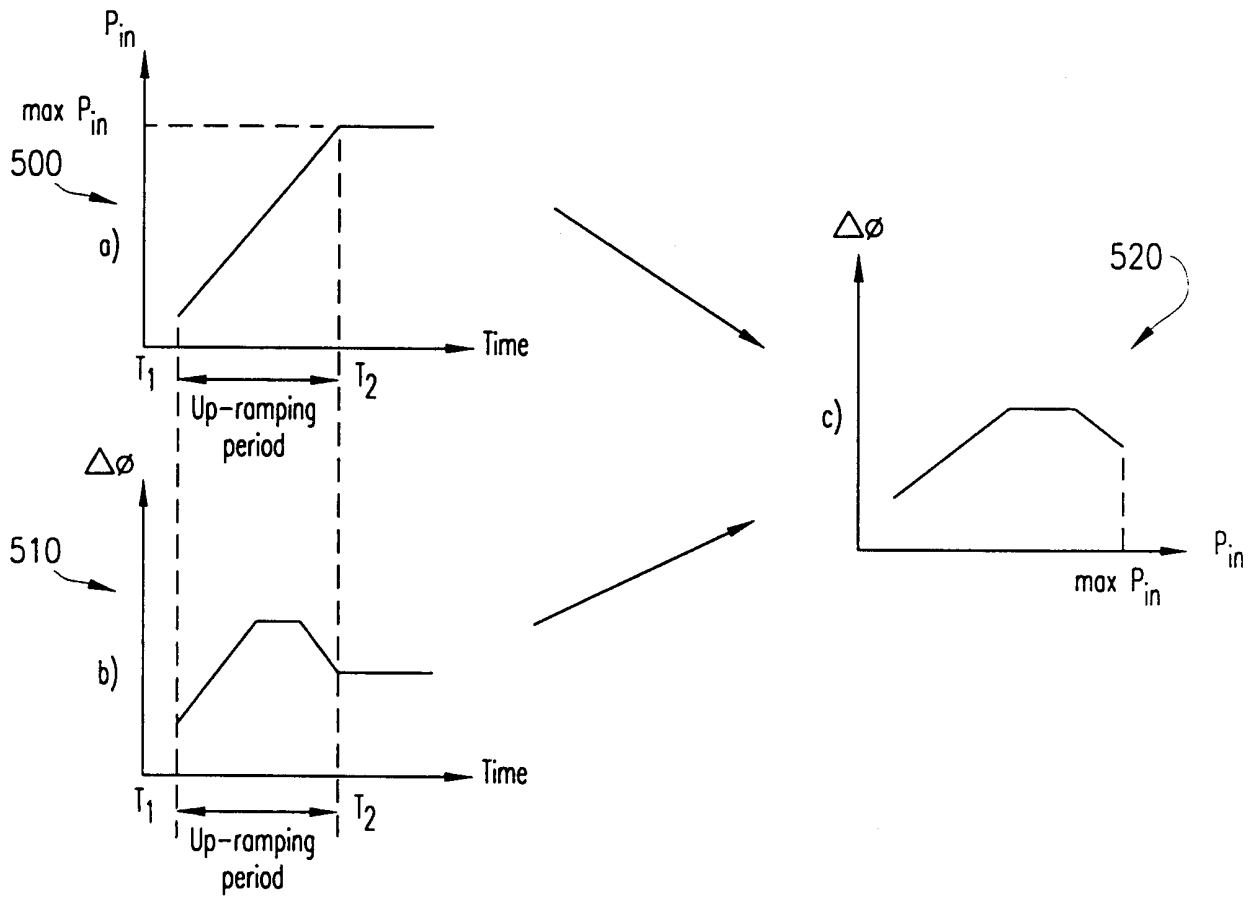 P_in
max P_in
500
a)
Time
T_1
T_2
Up-ramping
period
Δø
510
b)
Time
T_1
T_2
Up-ramping
period
Δø
520
c)
P_in
max P_in